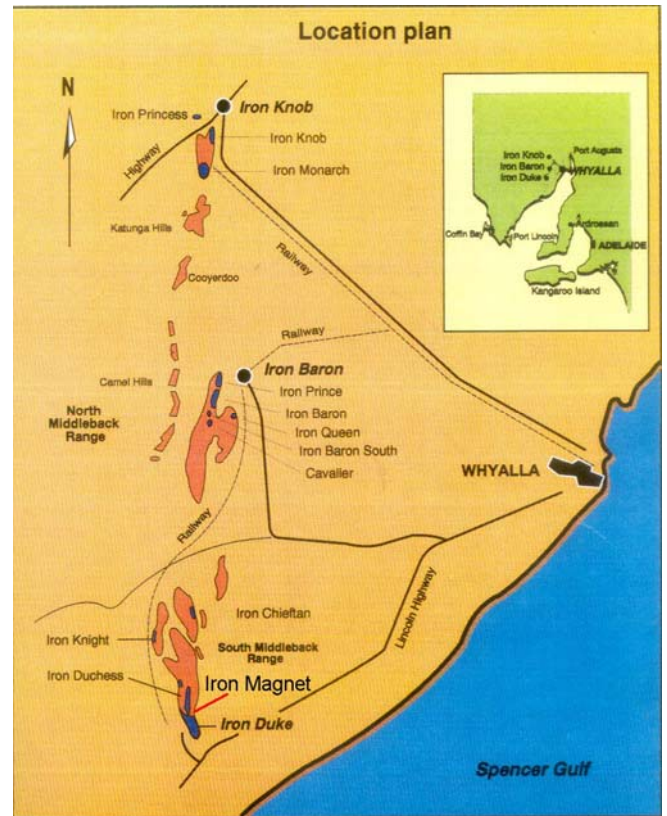 Location plan
N
Iron Princess
Iron Knob
Highway
Iron Knob
Iron Monarch
Katunga Hills
Railway
Cooyerdoo
Railway
Iron Baron
Camel Hills
Iron Prince
North
Middleback
Range
Iron Baron
Iron Queen
Iron Baron South
Cavalier
WHYALLA
Railway
Lincoln Highway
Iron Chieftan
Iron Knight
South Middleback
Range
Iron Duchess
Iron Magnet
Iron Duke
Spencer Gulf
Iron Knob
Port Augusta
Iron Baron
WHYALLA
Iron Duke
Coffin Bay
Port Lincoln
Ardrossan
ADELAIDE
Kangaroo Island